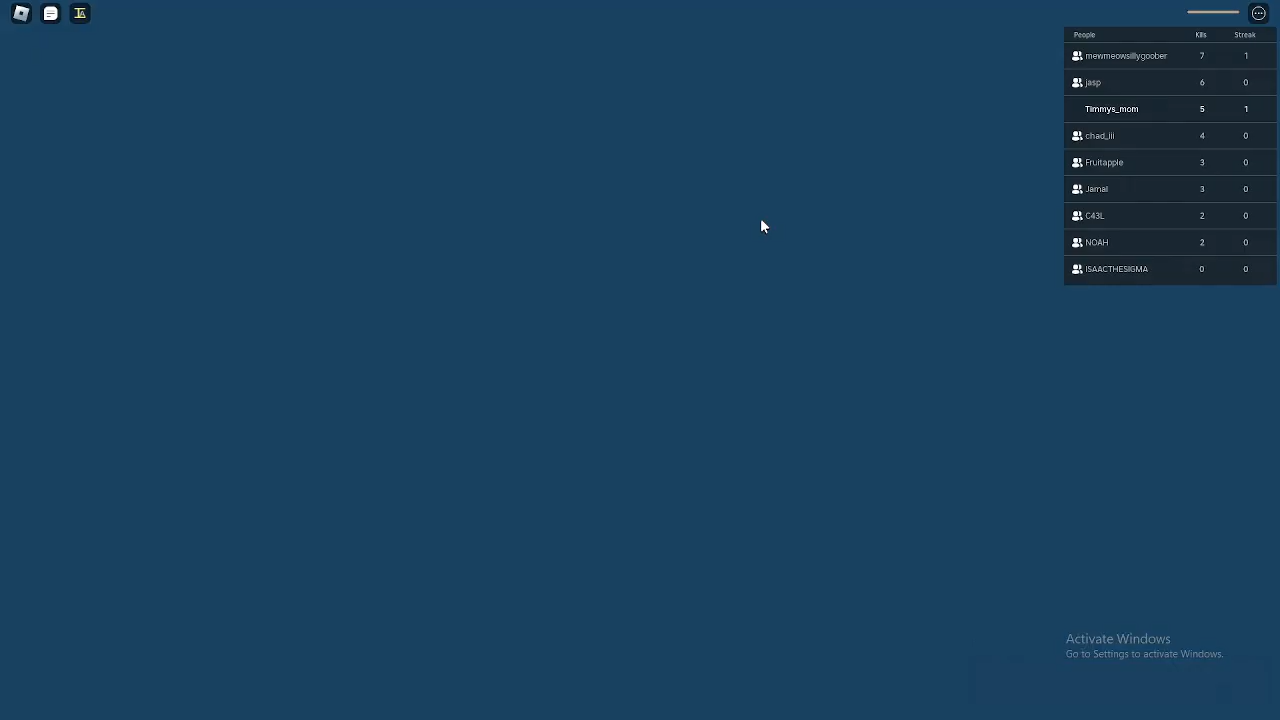 People Kills Streak
mewmeowsillygoober 7 1
jasp 6 0
Timmys_mom 5 1
chad_iii 4 0
Fruitapple 3 0
Jamal 3 0
C43L 2 0
NOAH 2 0
ISAACTHESIGMA 0 0
Activate Windows
Go to Settings to activate Windows.